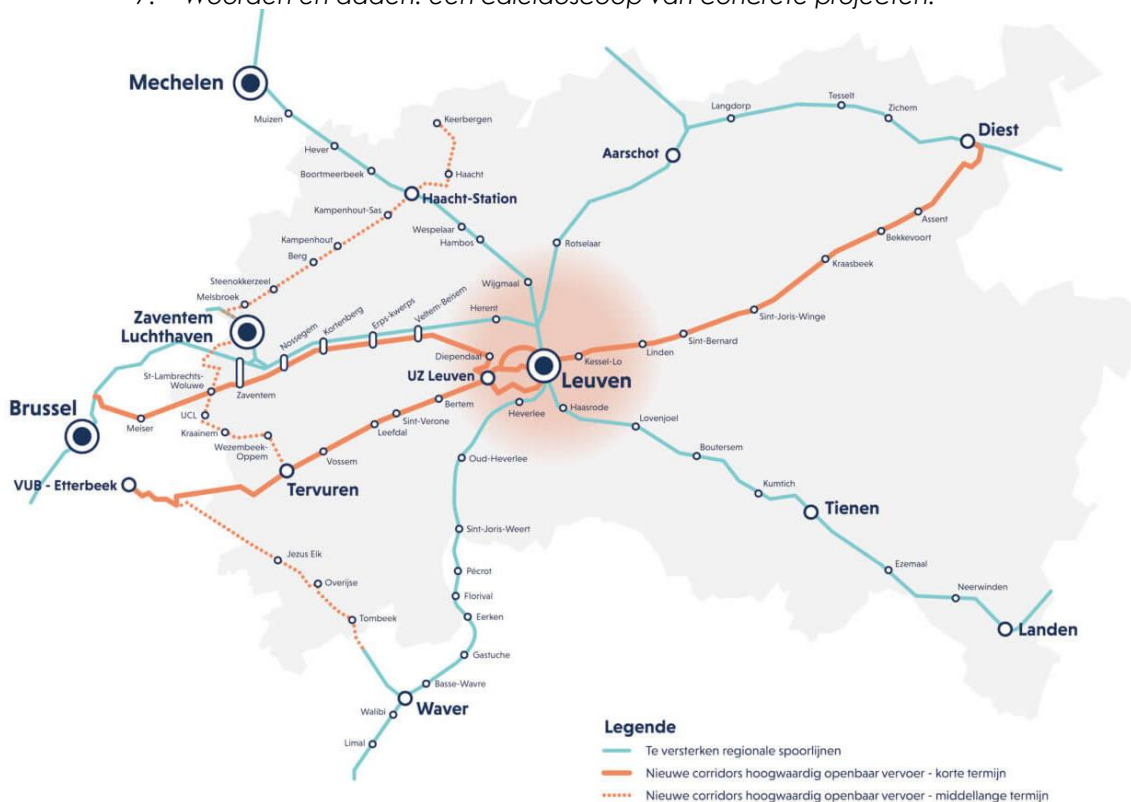 Woorden en daden: een caleidoscoop van concrete projecten.
Mechelen
Muizen
Hever
Boortmeerbeek
Keerbergen
Haacht
Haacht-Station
Kampenhout-Sas
Wespelaar
Hambos
Kampenhout
Berg
Steenokkerzeel
Melsbroek
Wijgmaal
Rotselaar
Aarschot
Langdorp
Tesselt
Zichem
Diest
Assent
Bekkevoort
Kraasbeek
Sint-Joris-Winge
Sint-Bernard
Linden
Kessel-Lo
Zaventem
Luchthaven
Nossegem
Kortenberg
Erps-kwerps
Veltem-Beisem
Herent
Diependaal
UZ Leuven
Leuven
St-Lambrechts-
Woluwe
Zaventem
Brussel
Meiser
UCL
Kraainem
Wezembeek-
Oppem
VUB - Etterbeek
Tervuren
Vossem
Leefdal
Sint-Verone
Bertem
Heverlee
Haasrode
Lovenjoel
Boutersem
Kumtich
Tienen
Ezemaal
Neerwinden
Landen
Oud-Heverlee
Sint-Joris-Weert
Pécrot
Florival
Eerken
Gastuche
Basse-Wavre
Waver
Walibi
Limal
Jezus Eik
Overijse
Tombeek
Legende
Te versterken regionale spoorlijnen
Nieuwe corridors hoogwaardig openbaar vervoer - korte termijn
Nieuwe corridors hoogwaardig openbaar vervoer - middellange termijn